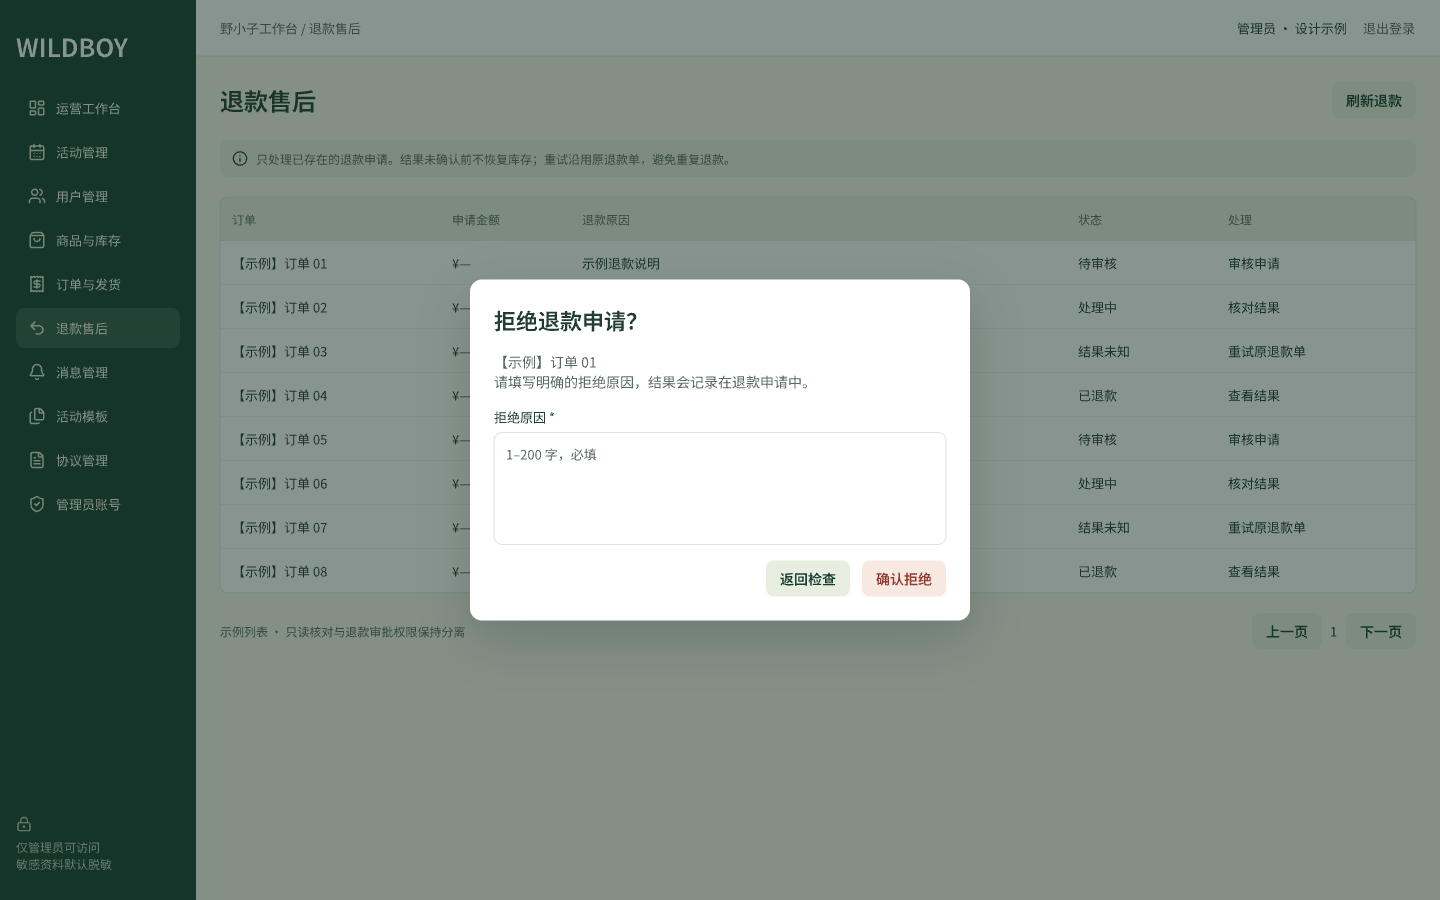 WILDBOY
运营工作台
活动管理
用户管理
商品与库存
订单与发货
退款售后
消息管理
活动模板
协议管理
管理员账号
仅管理员可访问
敏感资料默认脱敏
野小子工作台 / 退款售后
管理员 · 设计示例 退出登录
退款售后
刷新退款
只处理已存在的退款申请。结果未确认前不恢复库存；重试沿用原退款单，避免重复退款。
订单 申请金额 退款原因 状态 处理
【示例】订单 01 ¥— 示例退款说明 待审核 审核申请
【示例】订单 02 ¥— 处理中 核对结果
【示例】订单 03 ¥— 结果未知 重试原退款单
【示例】订单 04 ¥— 已退款 查看结果
【示例】订单 05 ¥— 待审核 审核申请
【示例】订单 06 ¥— 处理中 核对结果
【示例】订单 07 ¥— 结果未知 重试原退款单
【示例】订单 08 ¥— 已退款 查看结果
示例列表 · 只读核对与退款审批权限保持分离
上一页 1 下一页
拒绝退款申请？
【示例】订单 01
请填写明确的拒绝原因，结果会记录在退款申请中。
拒绝原因 *
1–200 字，必填
返回检查 确认拒绝